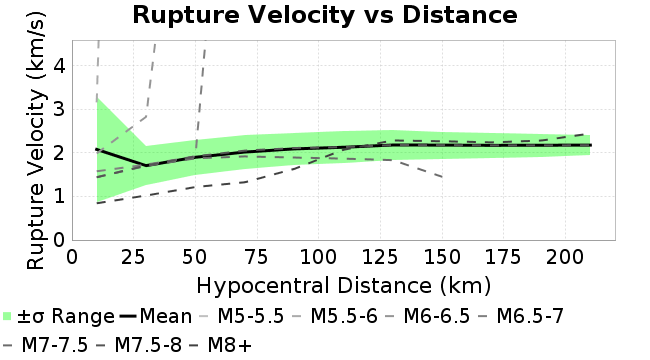 Rupture Velocity vs Distance
Rupture Velocity (km/s)
4
3
2
1
0
0 25 50 75 100 125 150 175 200
Hypocentral Distance (km)
±σ Range Mean M5-5.5 M5.5-6 M6-6.5 M6.5-7
M7-7.5 M7.5-8 M8+